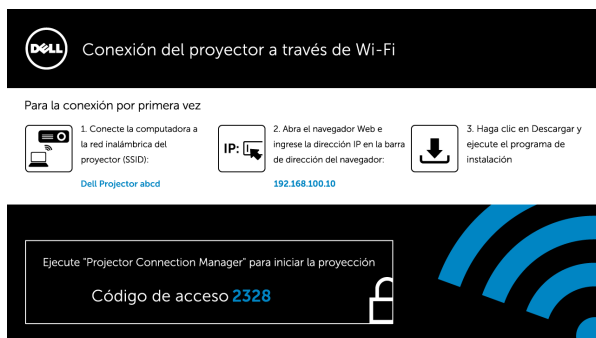 DELL
Conexión del proyector a través de Wi-Fi
Para la conexión por primera vez
1. Conecte la computadora a
la red inalámbrica del
proyector (SSID):
Dell Projector abcd
IP:
2. Abra el navegador Web e
ingrese la dirección IP en la barra
de dirección del navegador:
192.168.100.10
3. Haga clic en Descargar y
ejecute el programa de
instalación
Ejecute "Projector Connection Manager" para iniciar la proyección
Código de acceso 2328